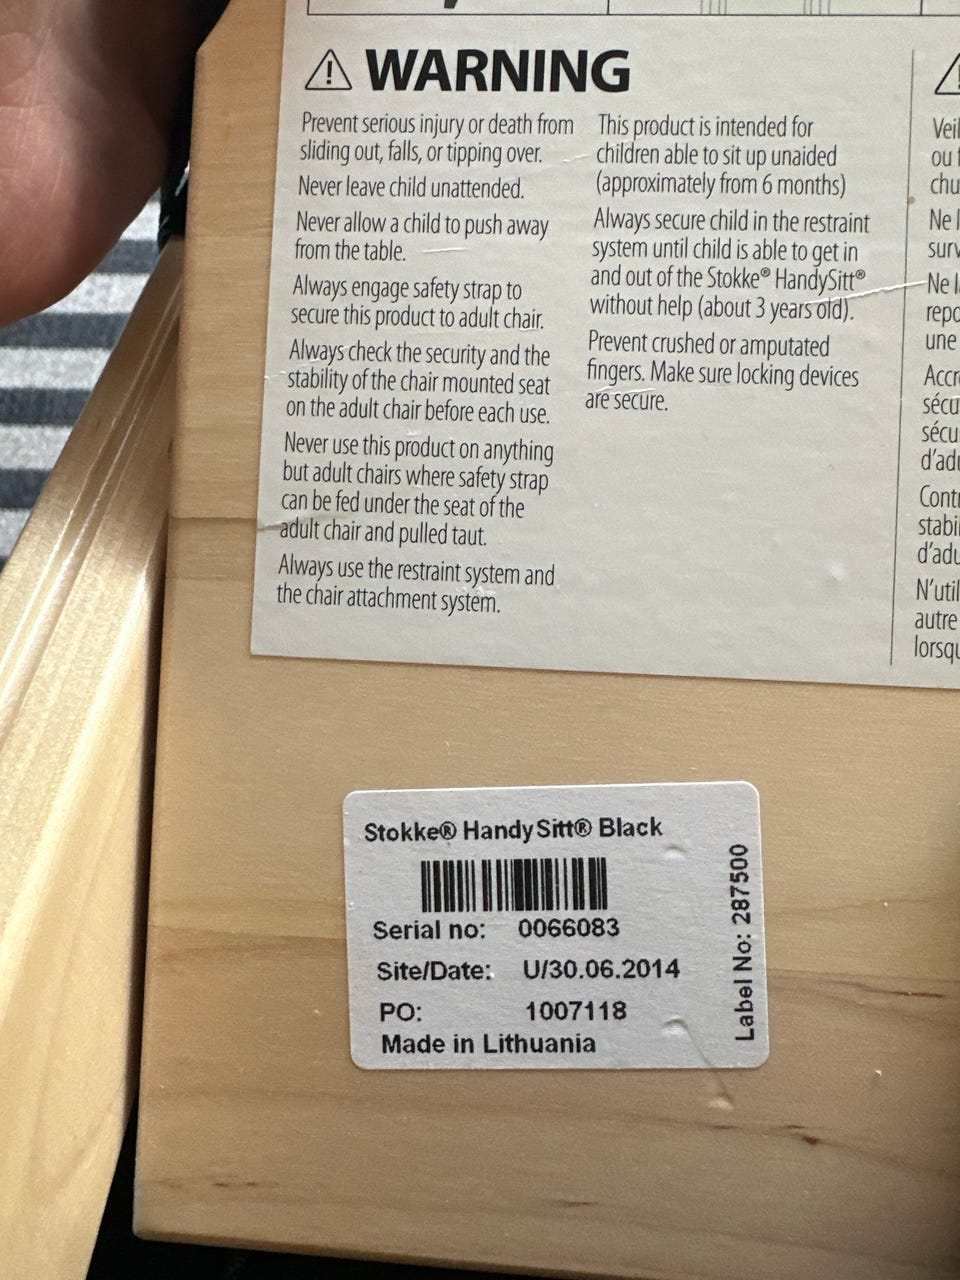 WARNING
Prevent serious injury or death from
sliding out, falls, or tipping over.
Never leave child unattended.
Never allow a child to push away
from the table.
Always engage safety strap to
secure this product to adult chair.
Always check the security and the
stability of the chair mounted seat
on the adult chair before each use.
Never use this product on anything
but adult chairs where safety strap
can be fed under the seat of the
adult chair and pulled taut.
Always use the restraint system and
the chair attachment system.
This product is intended for
children able to sit up unaided
(approximately from 6 months)
Always secure child in the restraint
system until child is able to get in
and out of the Stokke® HandySitt®
without help (about 3 years old).
Prevent crushed or amputated
fingers. Make sure locking devices
are secure.
ou
Ne
Ne
une
autre
Stokke® HandySitt® Black
Serial no: 0066083
Site/Date: U/30.06.2014
PO: 1007118
Made in Lithuania
Label No: 287500